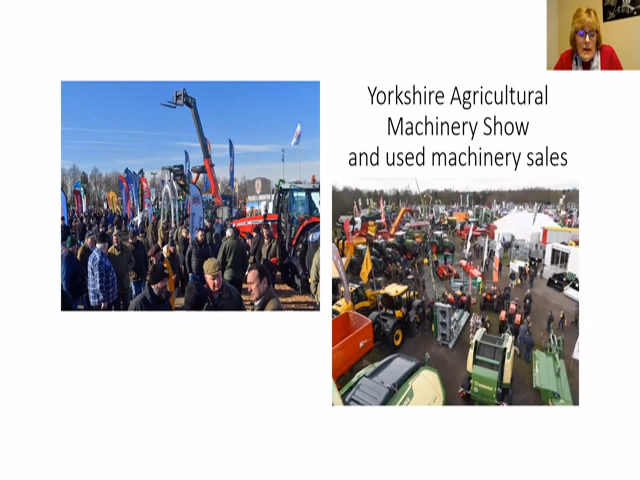 Yorkshire Agricultural
Machinery Show
and used machinery sales